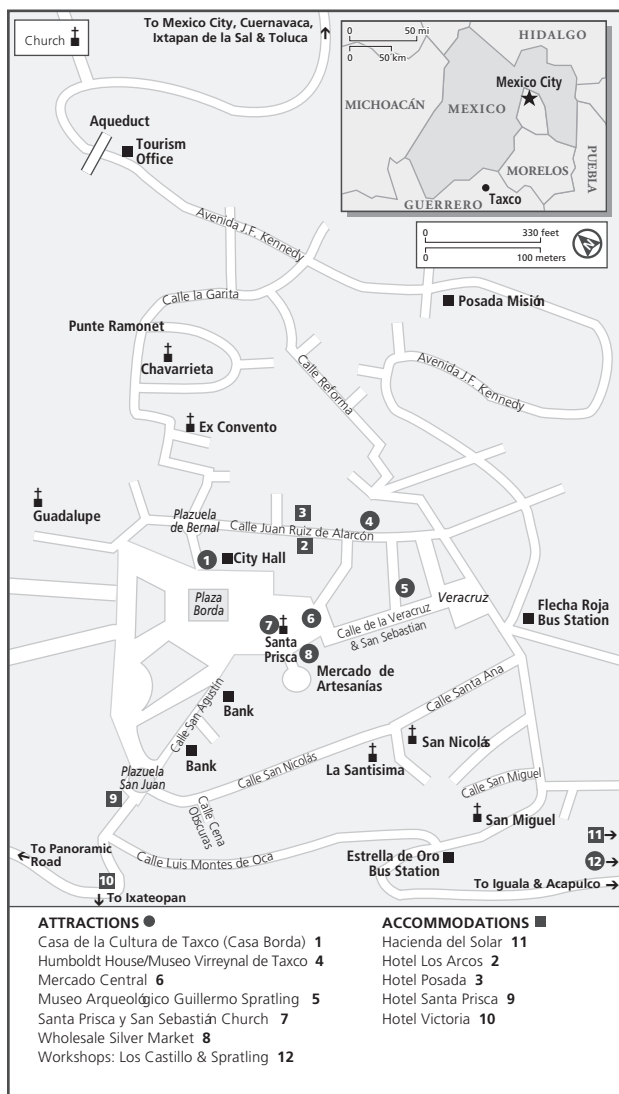 Church
To Mexico City, Cuernavaca,
Ixtapan de la Sal & Toluca
0 50 mi
0 50 km
HIDALGO
Mexico City
MICHOACÁN
MEXICO
MORELOS
PUEBLA
GUERRERO
Taxco
0 330 feet
0 100 meters
N
Aqueduct
Tourism
Office
Avenida J.F. Kennedy
Calle la Garita
Posada Misión
Punte Ramonet
Chavarrieta
Calle Reforma
Avenida J.F. Kennedy
Ex Convento
Guadalupe
Plazuela
de Bernal
3
Calle Juan Ruiz de Alarcón
4
2
1
City Hall
5
Plaza
Borda
Veracruz
6
7
Santa
Prisca
Calle de la Veracruz
& San Sebastian
Flecha Roja
Bus Station
8
Mercado de
Artesanías
Calle Santa Ana
Bank
Calle San Agustín
Bank
San Nicolás
La Santisima
Calle San Nicolás
Plazuela
San Juan
9
Calle San Miguel
Calle Cena
Obscuras
San Miguel
11
To Panoramic
Road
Calle Luis Montes de Oca
Estrella de Oro
Bus Station
12
10
To Iguala & Acapulco
To Ixateopan
ATTRACTIONS
Casa de la Cultura de Taxco (Casa Borda) 1
Humboldt House/Museo Virreynal de Taxco 4
Mercado Central 6
Museo Arqueológico Guillermo Spratling 5
Santa Prisca y San Sebastián Church 7
Wholesale Silver Market 8
Workshops: Los Castillo & Spratling 12
ACCOMMODATIONS
Hacienda del Solar 11
Hotel Los Arcos 2
Hotel Posada 3
Hotel Santa Prisca 9
Hotel Victoria 10